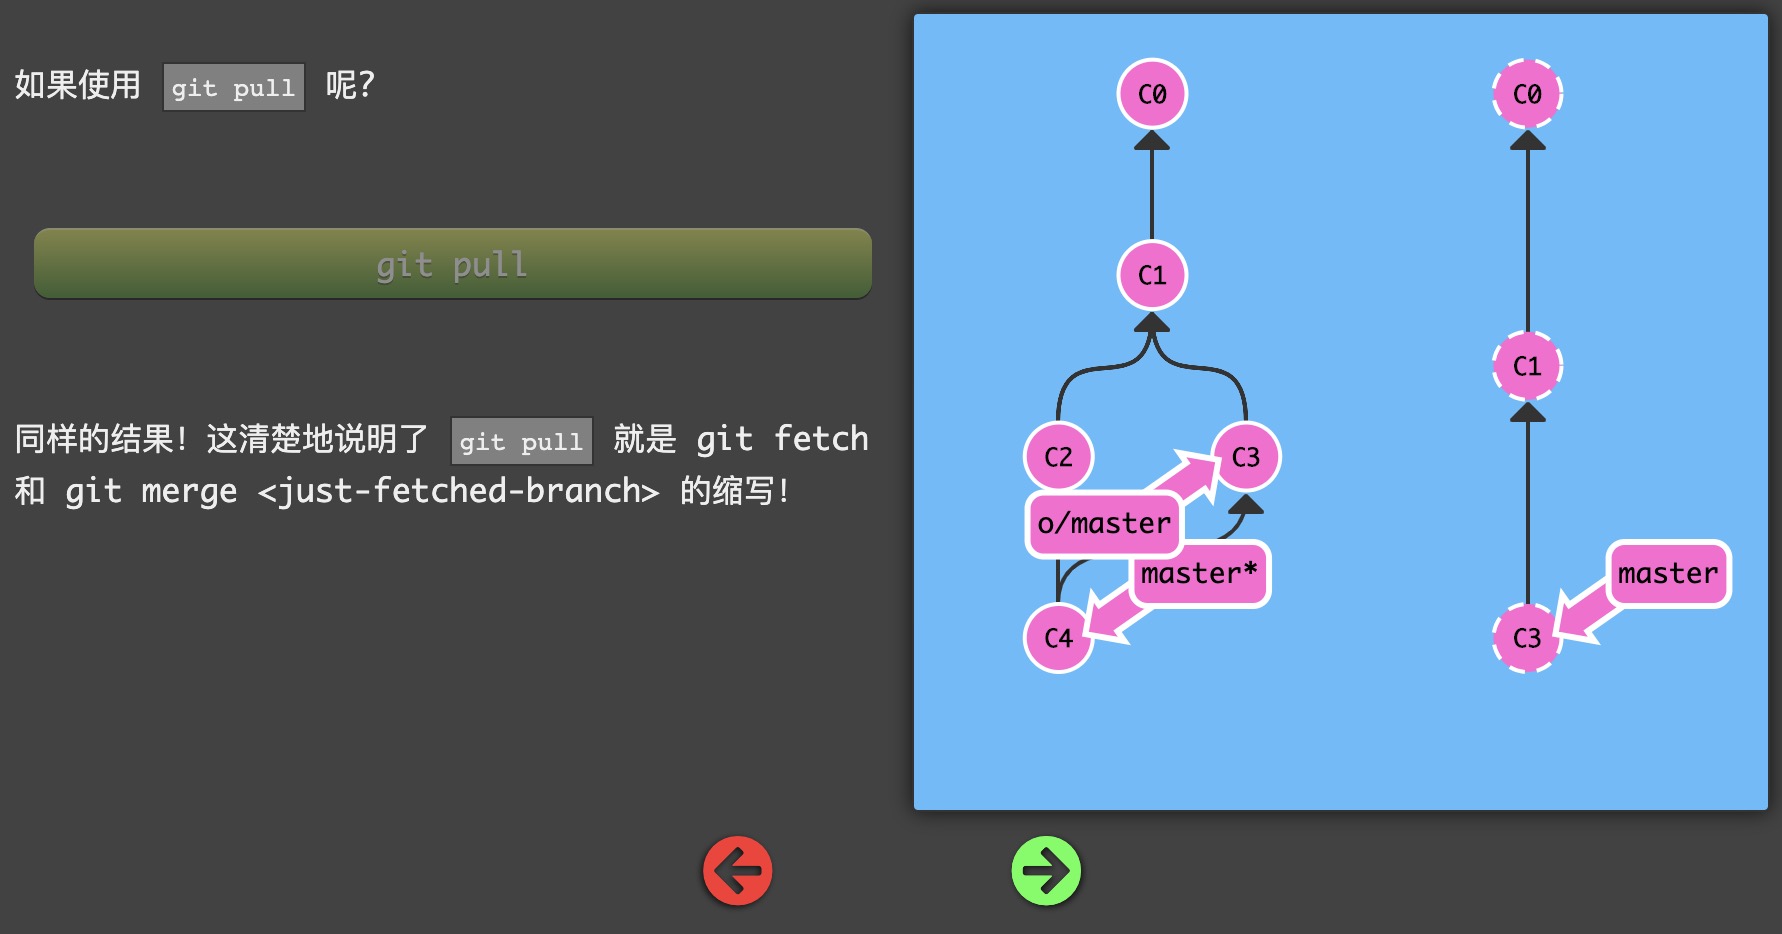 如果使用 git pull 呢？
git pull
同样的结果！这清楚地说明了 git pull 就是 git fetch
和 git merge <just-fetched-branch> 的缩写！
C0
C1
C2
C3
o/master
master*
C4
C0
C1
master
C3